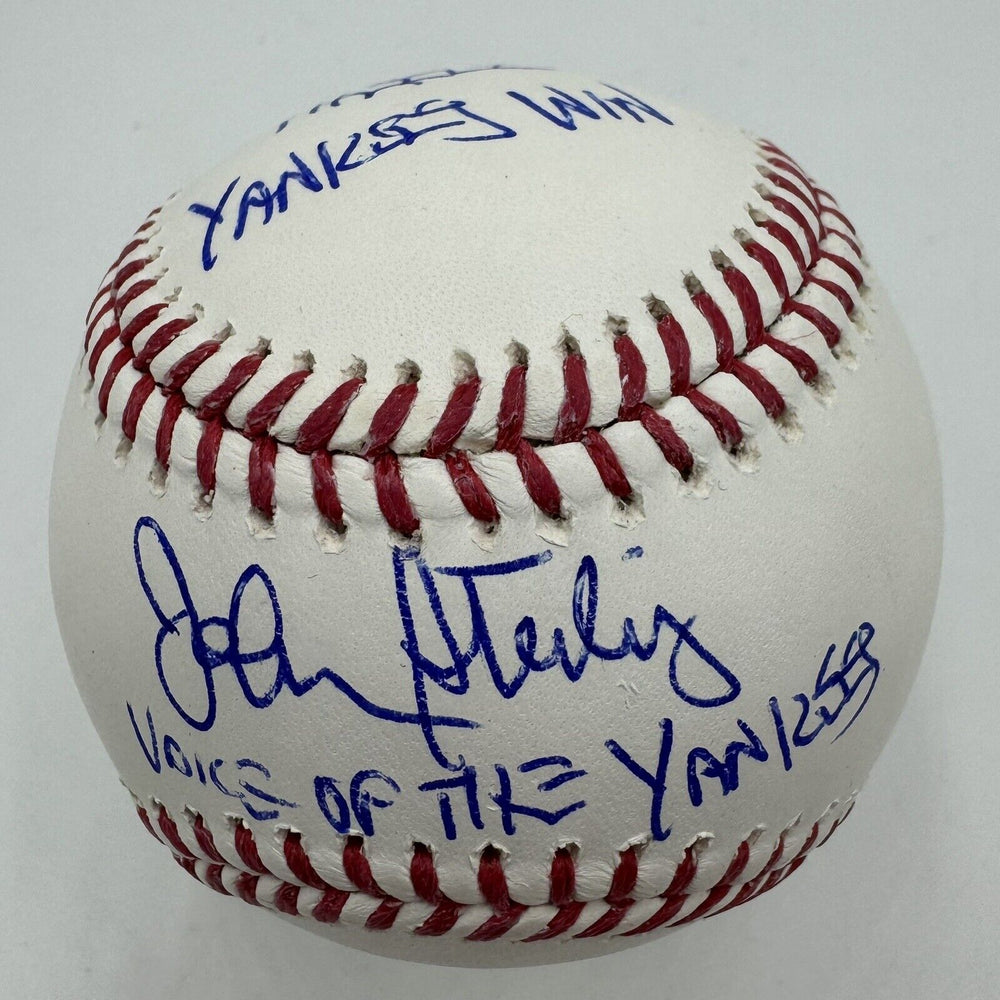 YANKEES WIN
John Sterling
VOICE OF THE YANKEES